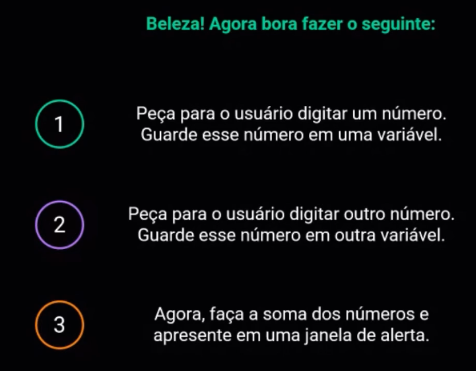 Beleza! Agora bora fazer o seguinte:
1
Peça para o usuário digitar um número.
Guarde esse número em uma variável.
2
Peça para o usuário digitar outro número.
Guarde esse número em outra variável.
3
Agora, faça a soma dos números e
apresente em uma janela de alerta.